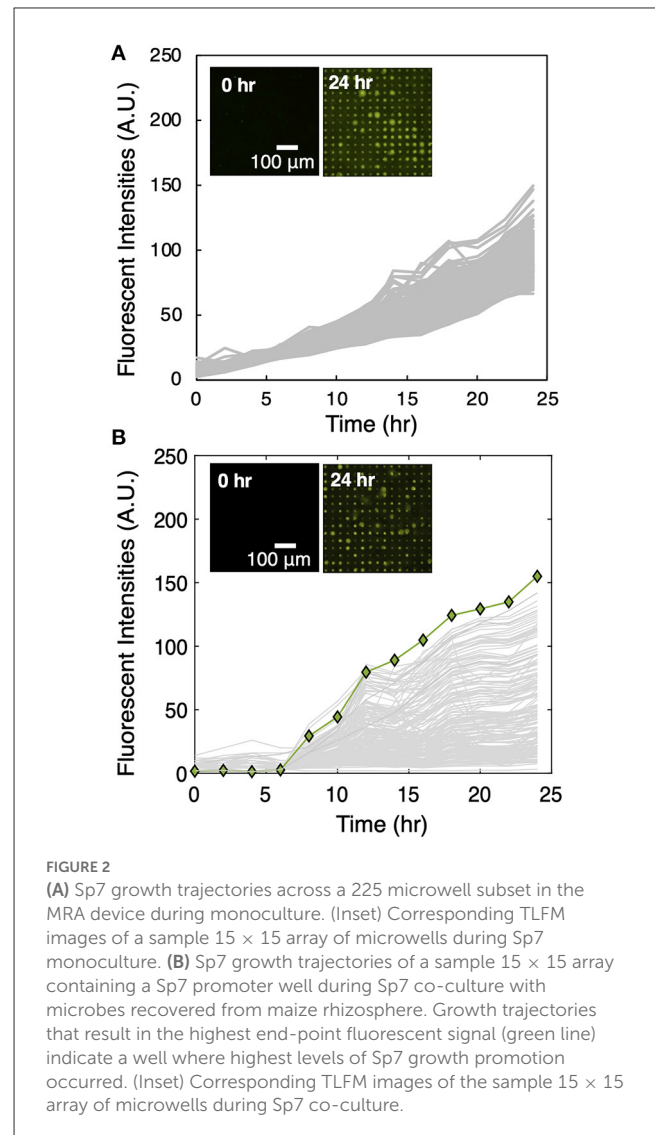 A
250
200
150
100
50
0
Fluorescent Intensities (A.U.)
0 hr
100 µm
24 hr
0
5
10
15
20
25
Time (hr)
B
250
200
150
100
50
0
Fluorescent Intensities (A.U.)
0 hr
100 µm
24 hr
0
5
10
15
20
25
Time (hr)
FIGURE 2
(A) Sp7 growth trajectories across a 225 microwell subset in the
MRA device during monoculture. (Inset) Corresponding TLFM
images of a sample 15 × 15 array of microwells during Sp7
monoculture. (B) Sp7 growth trajectories of a sample 15 × 15 array
containing a Sp7 promoter well during Sp7 co-culture with
microbes recovered from maize rhizosphere. Growth trajectories
that result in the highest end-point fluorescent signal (green line)
indicate a well where highest levels of Sp7 growth promotion
occurred. (Inset) Corresponding TLFM images of the sample 15 × 15
array of microwells during Sp7 co-culture.